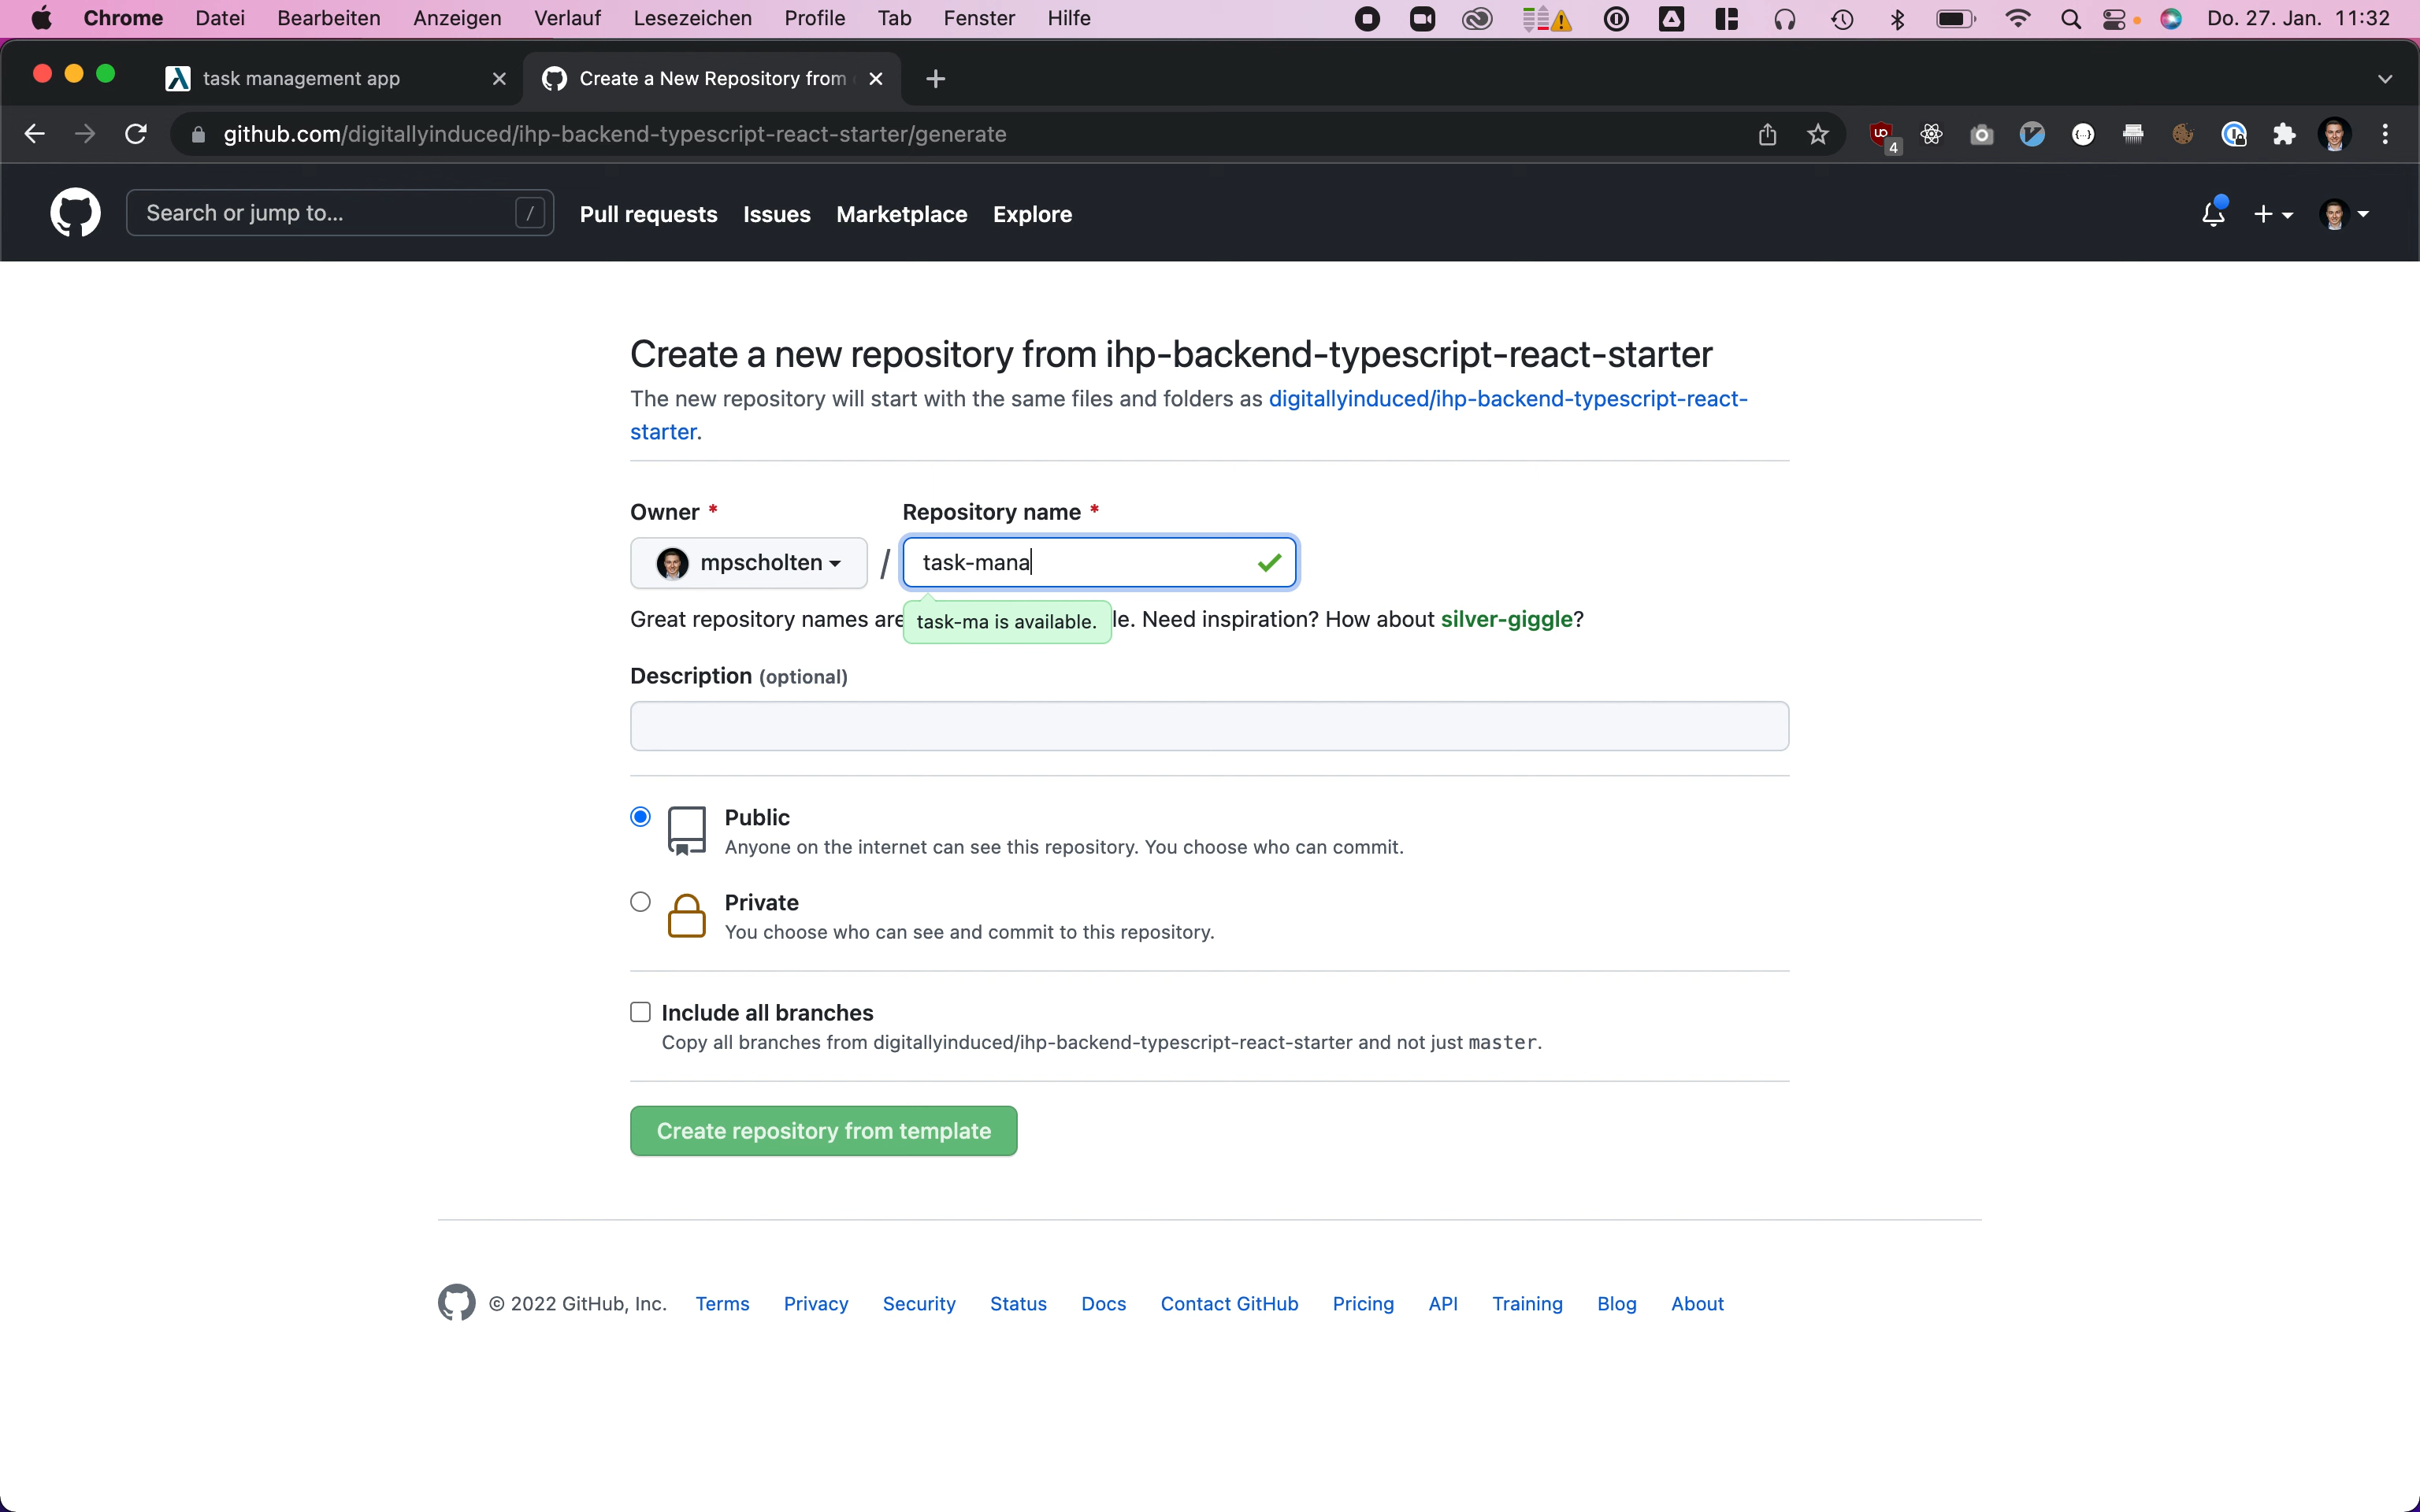 Chrome Datei Bearbeiten Anzeigen Verlauf Lesezeichen Profile Tab Fenster Hilfe Do. 27. Jan. 11:32
task management app Create a New Repository from
github.com/digitallyinduced/ihp-backend-typescript-react-starter/generate 4
Search or jump to... / Pull requests Issues Marketplace Explore
Create a new repository from ihp-backend-typescript-react-starter
The new repository will start with the same files and folders as digitallyinduced/ihp-backend-typescript-react-
starter.
Owner * Repository name *
mpscholten / task-mana
Great repository names are task-ma is available. le. Need inspiration? How about silver-giggle?
Description (optional)
Public
Anyone on the internet can see this repository. You choose who can commit.
Private
You choose who can see and commit to this repository.
Include all branches
Copy all branches from digitallyinduced/ihp-backend-typescript-react-starter and not just master.
Create repository from template
© 2022 GitHub, Inc. Terms Privacy Security Status Docs Contact GitHub Pricing API Training Blog About